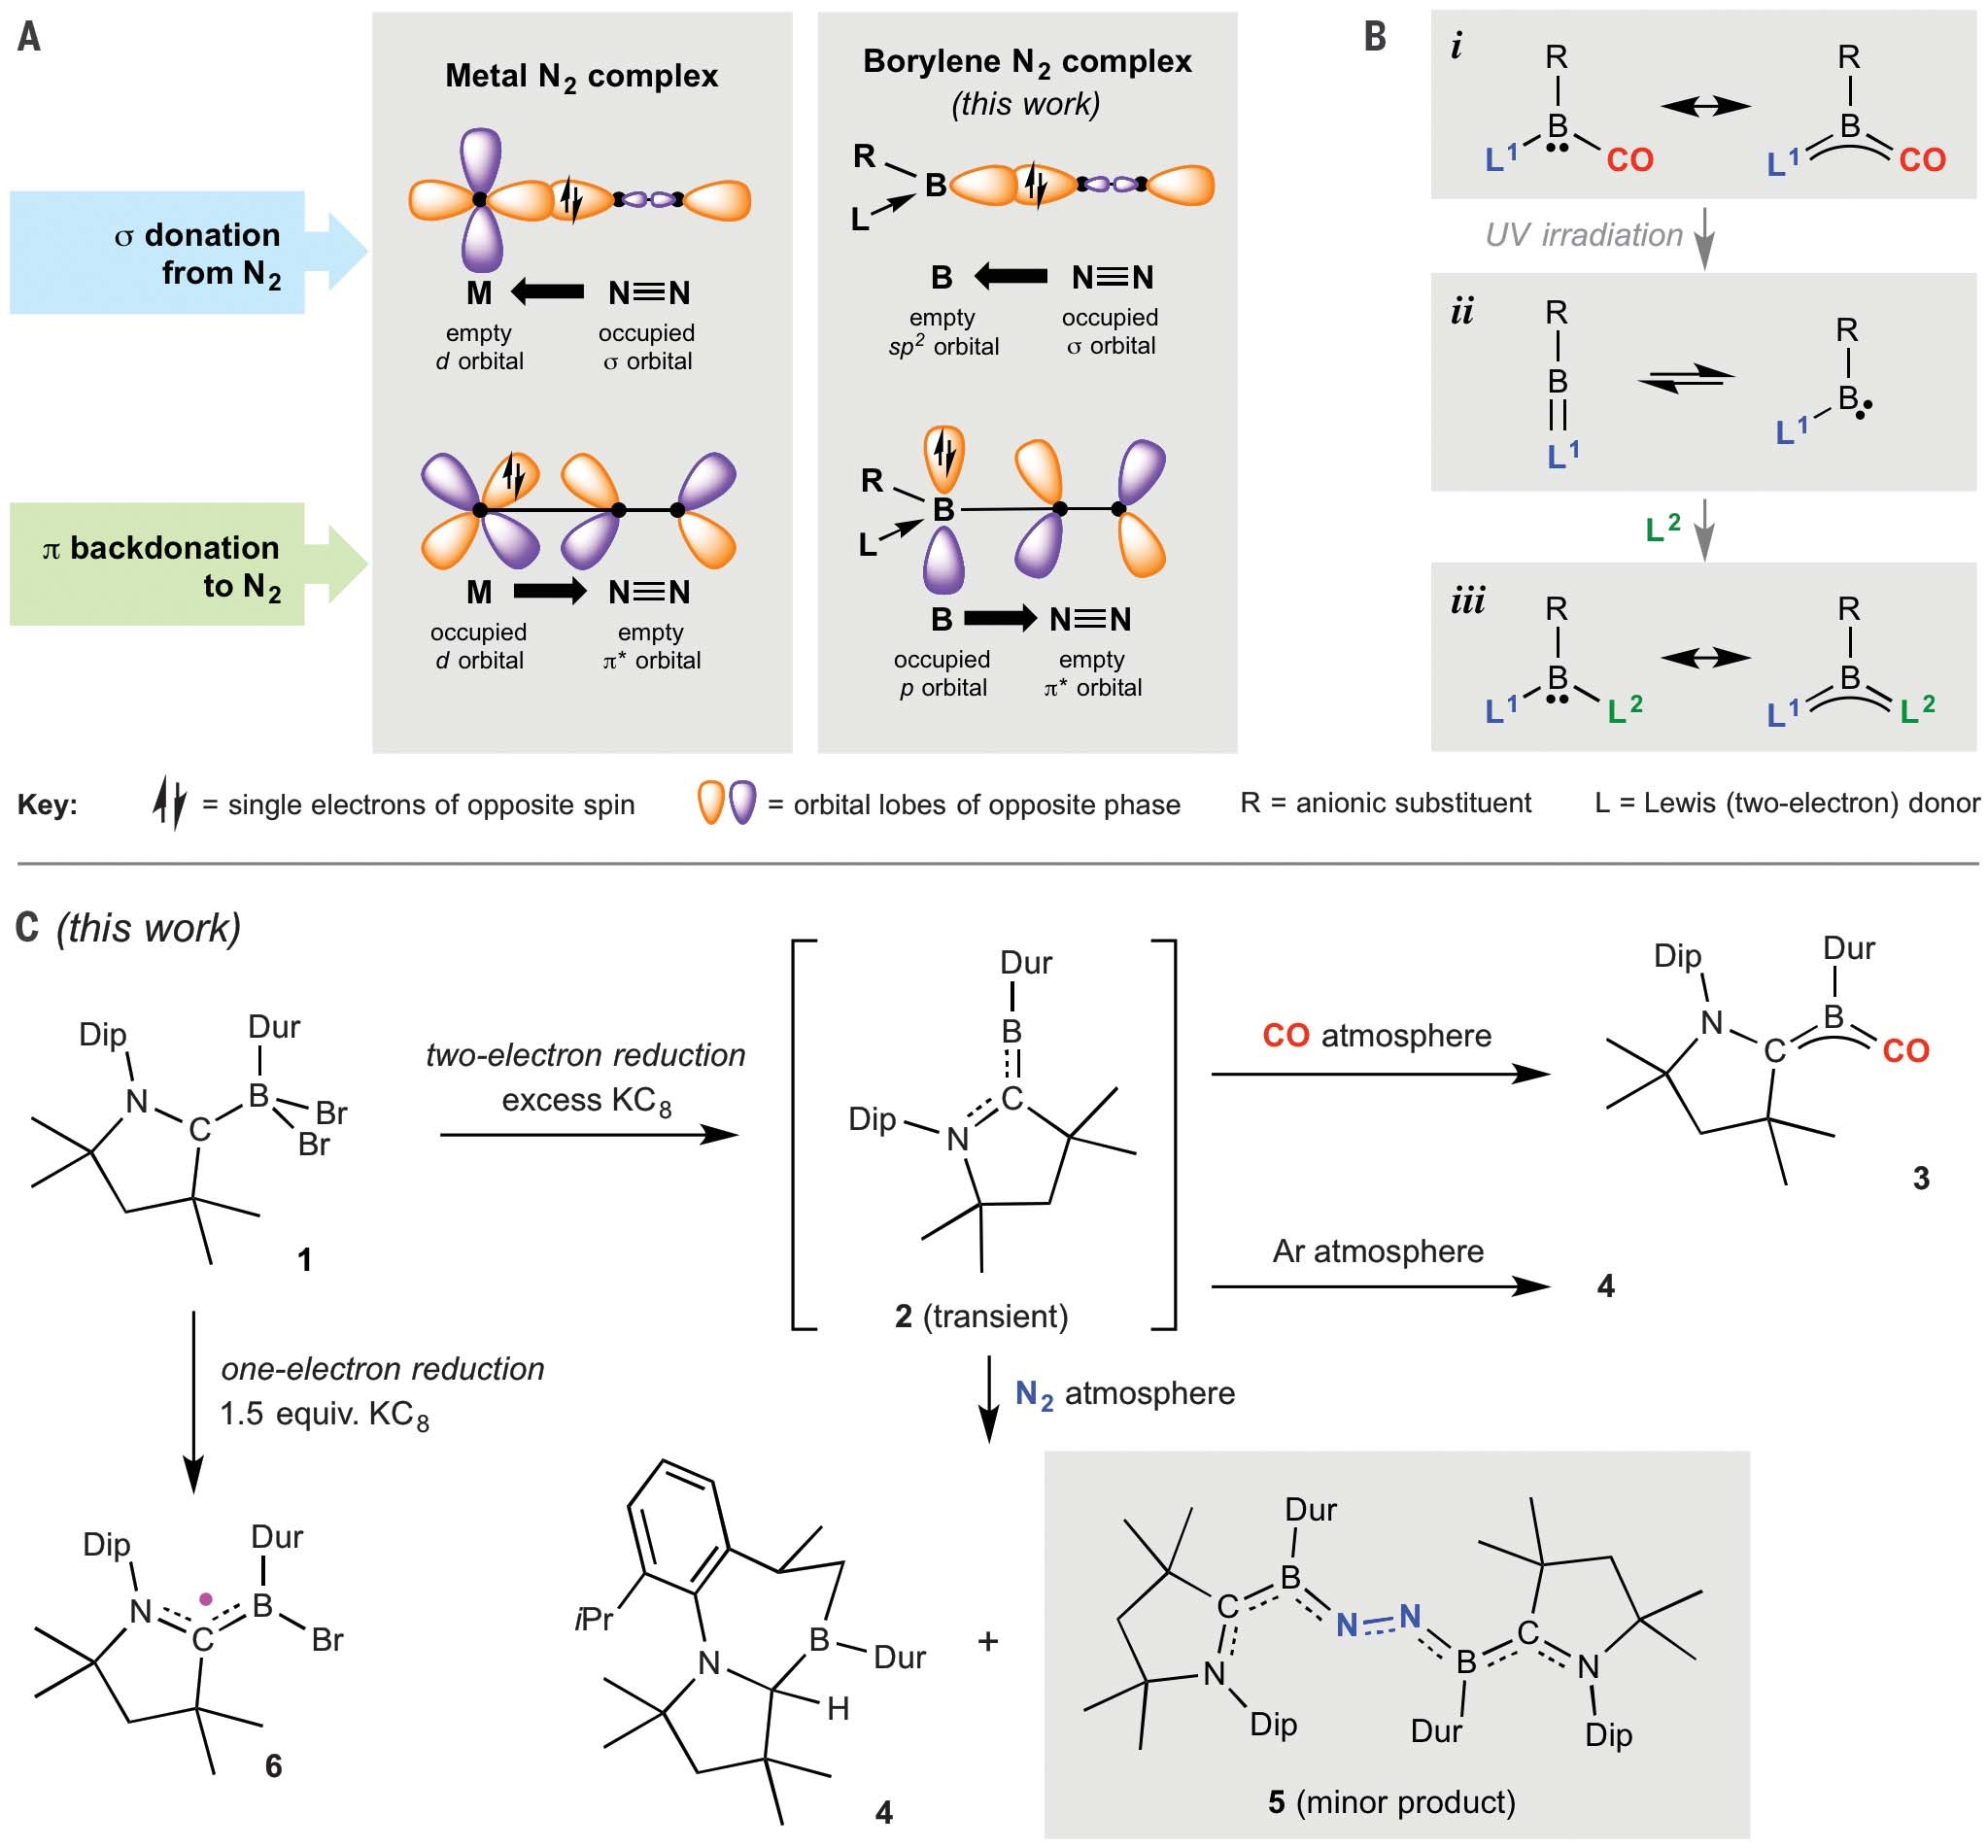 A
Metal N₂ complex
Borylene N₂ complex
(this work)
σ donation
from N₂
R
B
L
M
N≡N
empty
d orbital
occupied
σ orbital
B
N≡N
empty
sp² orbital
occupied
σ orbital
π backdonation
to N₂
R
B
L
M
N≡N
occupied
d orbital
empty
π* orbital
B
N≡N
occupied
p orbital
empty
π* orbital
B
i
R
B
L¹
CO
R
B
L¹
CO
UV irradiation
ii
R
B
L¹
R
B
L¹
L²
iii
R
B
L¹
L²
R
B
L¹
L²
Key:
= single electrons of opposite spin
= orbital lobes of opposite phase
R = anionic substituent
L = Lewis (two-electron) donor
C (this work)
Dip
Dur
N
B
Br
C
Br
1
two-electron reduction
excess KC₈
Dur
B
C
Dip
N
2 (transient)
CO atmosphere
Dip
Dur
N
B
C
CO
3
Ar atmosphere
4
one-electron reduction
1.5 equiv. KC₈
N₂ atmosphere
Dip
Dur
N
B
C
Br
6
iPr
B
Dur
N
H
4
+
Dur
B
C
N
N
N
Dip
C
B
N
Dur
Dip
5 (minor product)